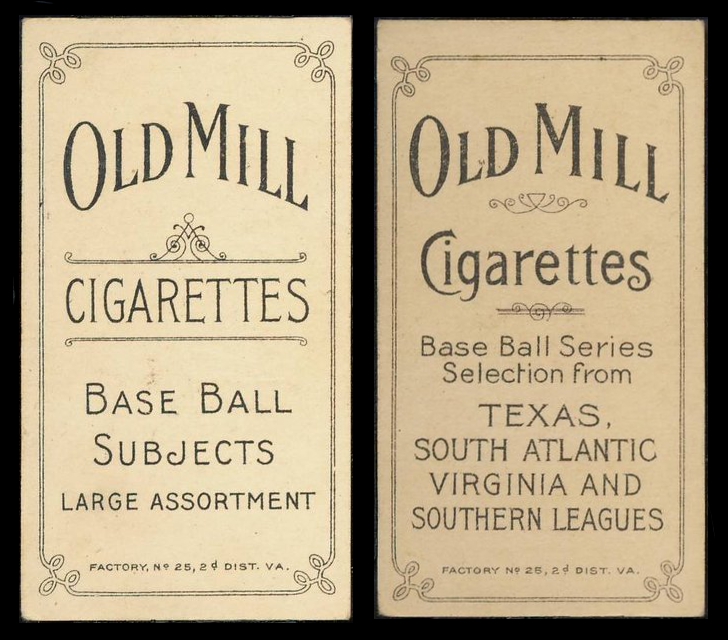 OLD MILL
CIGARETTES
BASE BALL
SUBJECTS
LARGE ASSORTMENT
FACTORY, Nº 25, 2d DIST. VA.
OLD MILL
Cigarettes
Base Ball Series
Selection from
TEXAS,
SOUTH ATLANTIC
VIRGINIA AND
SOUTHERN LEAGUES
FACTORY Nº 25, 2d DIST. VA.